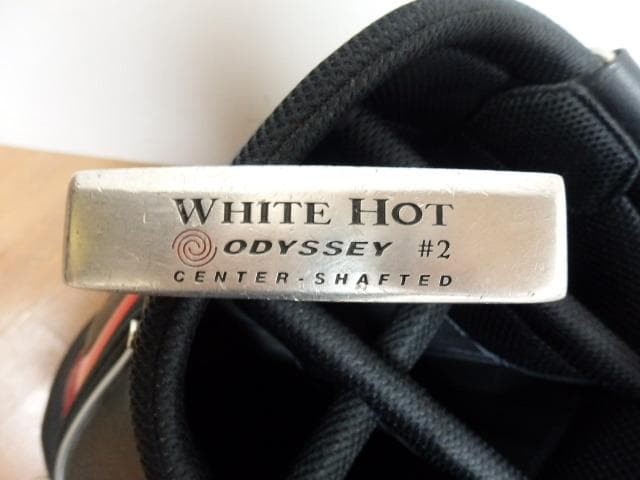 WHITE HOT
ODYSSEY #2
CENTER-SHAFTED